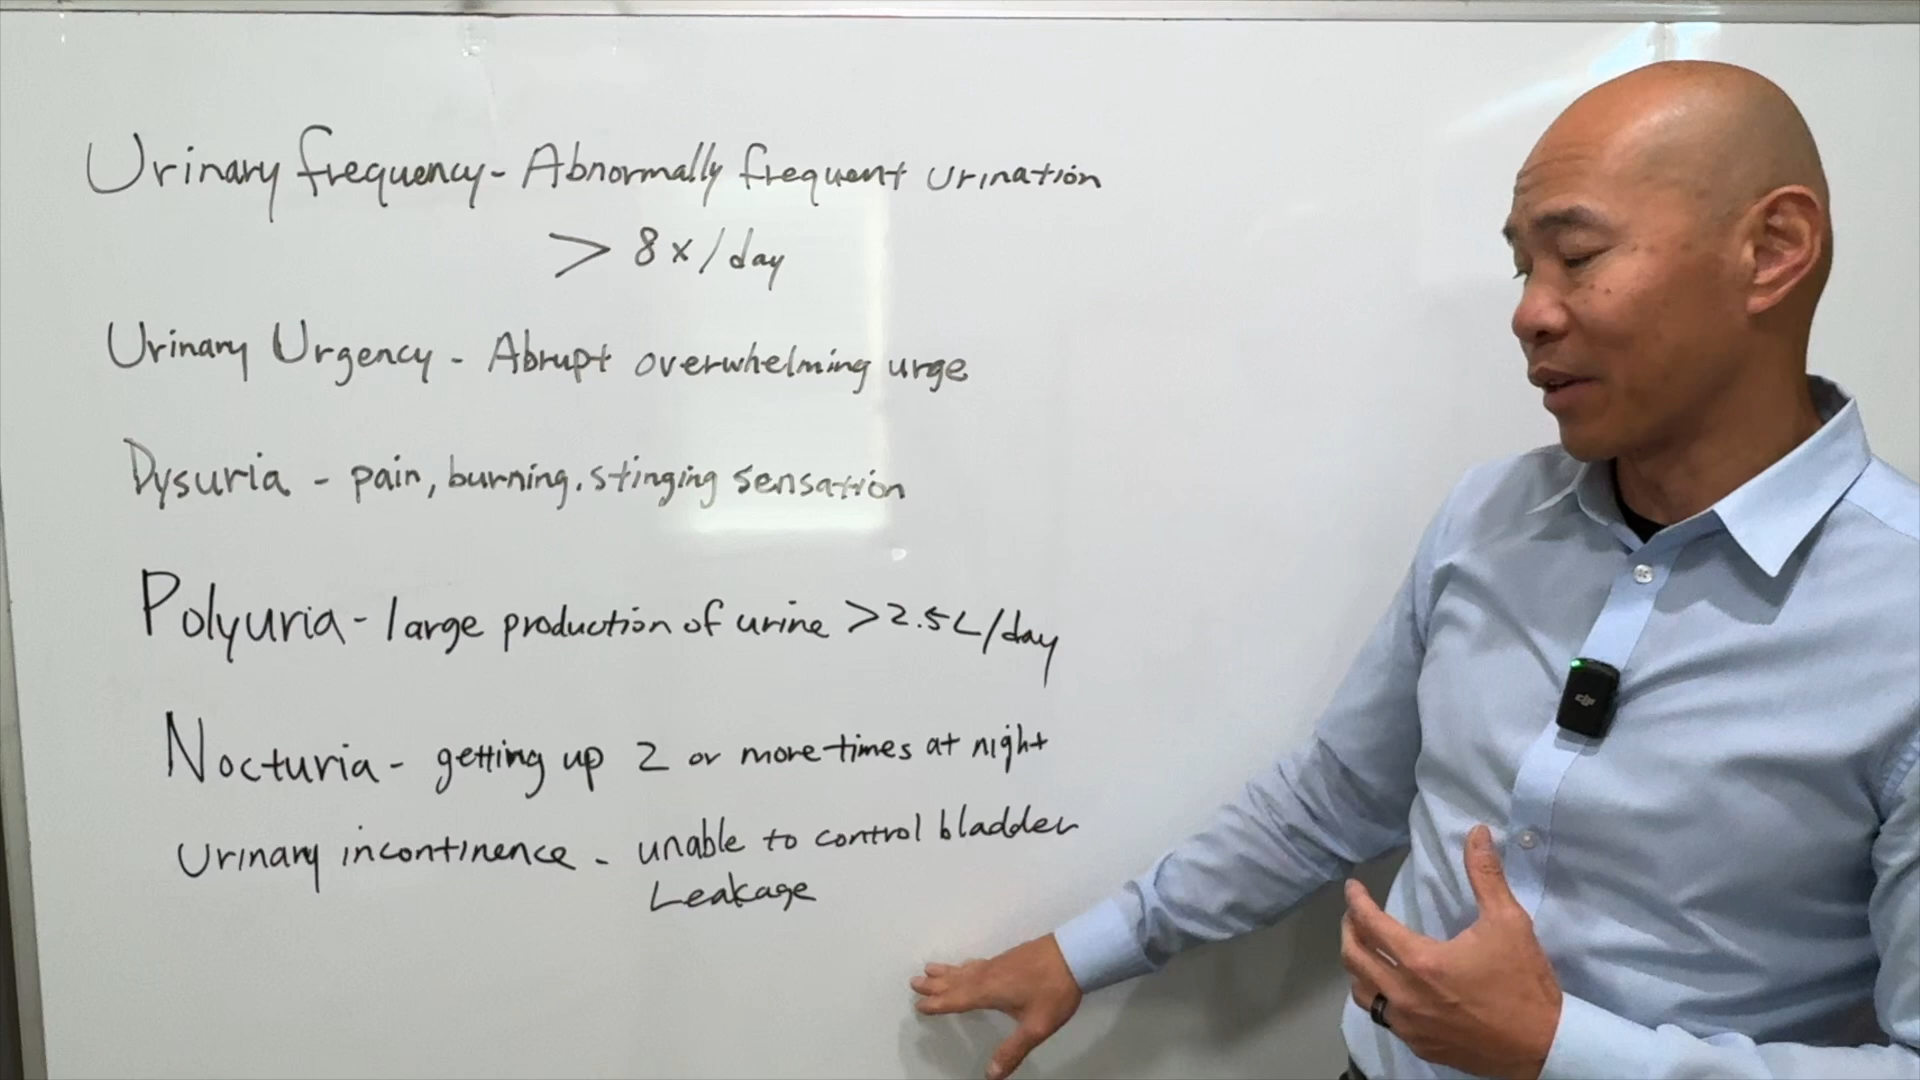 Urinary frequency - Abnormally frequent urination
> 8x/day
Urinary Urgency - Abrupt overwhelming urge
Dysuria - pain, burning, stinging sensation
Polyuria - large production of urine >2.5L/day
Nocturia - getting up 2 or more times at night
Urinary incontinence - unable to control bladder
Leakage
dji